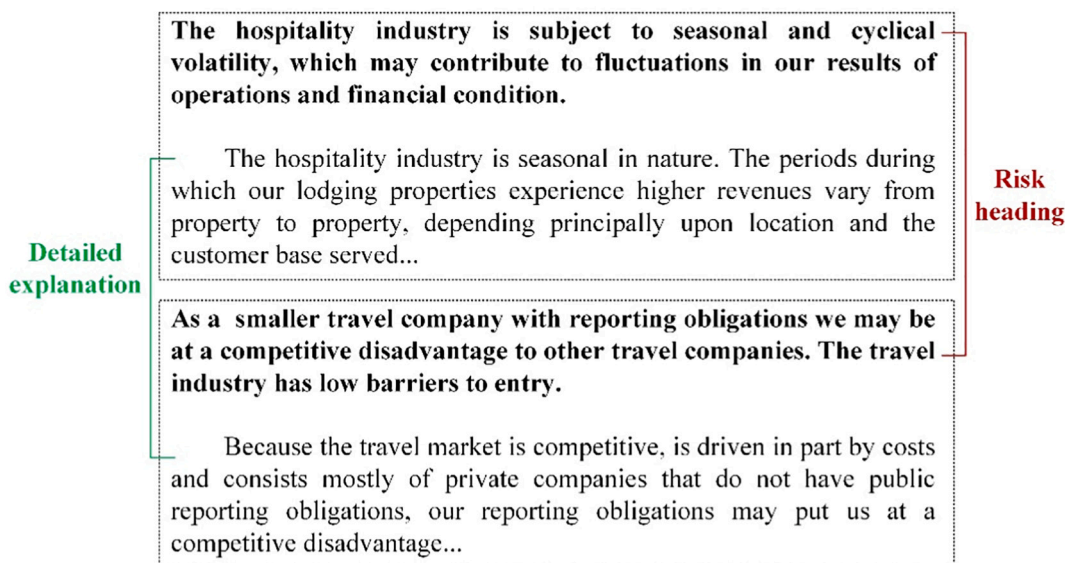 The hospitality industry is subject to seasonal and cyclical
volatility, which may contribute to fluctuations in our results of
operations and financial condition.
The hospitality industry is seasonal in nature. The periods during
which our lodging properties experience higher revenues vary from
property to property, depending principally upon location and the
customer base served...
Risk
heading
Detailed
explanation
As a smaller travel company with reporting obligations we may be
at a competitive disadvantage to other travel companies. The travel
industry has low barriers to entry.
Because the travel market is competitive, is driven in part by costs
and consists mostly of private companies that do not have public
reporting obligations, our reporting obligations may put us at a
competitive disadvantage...